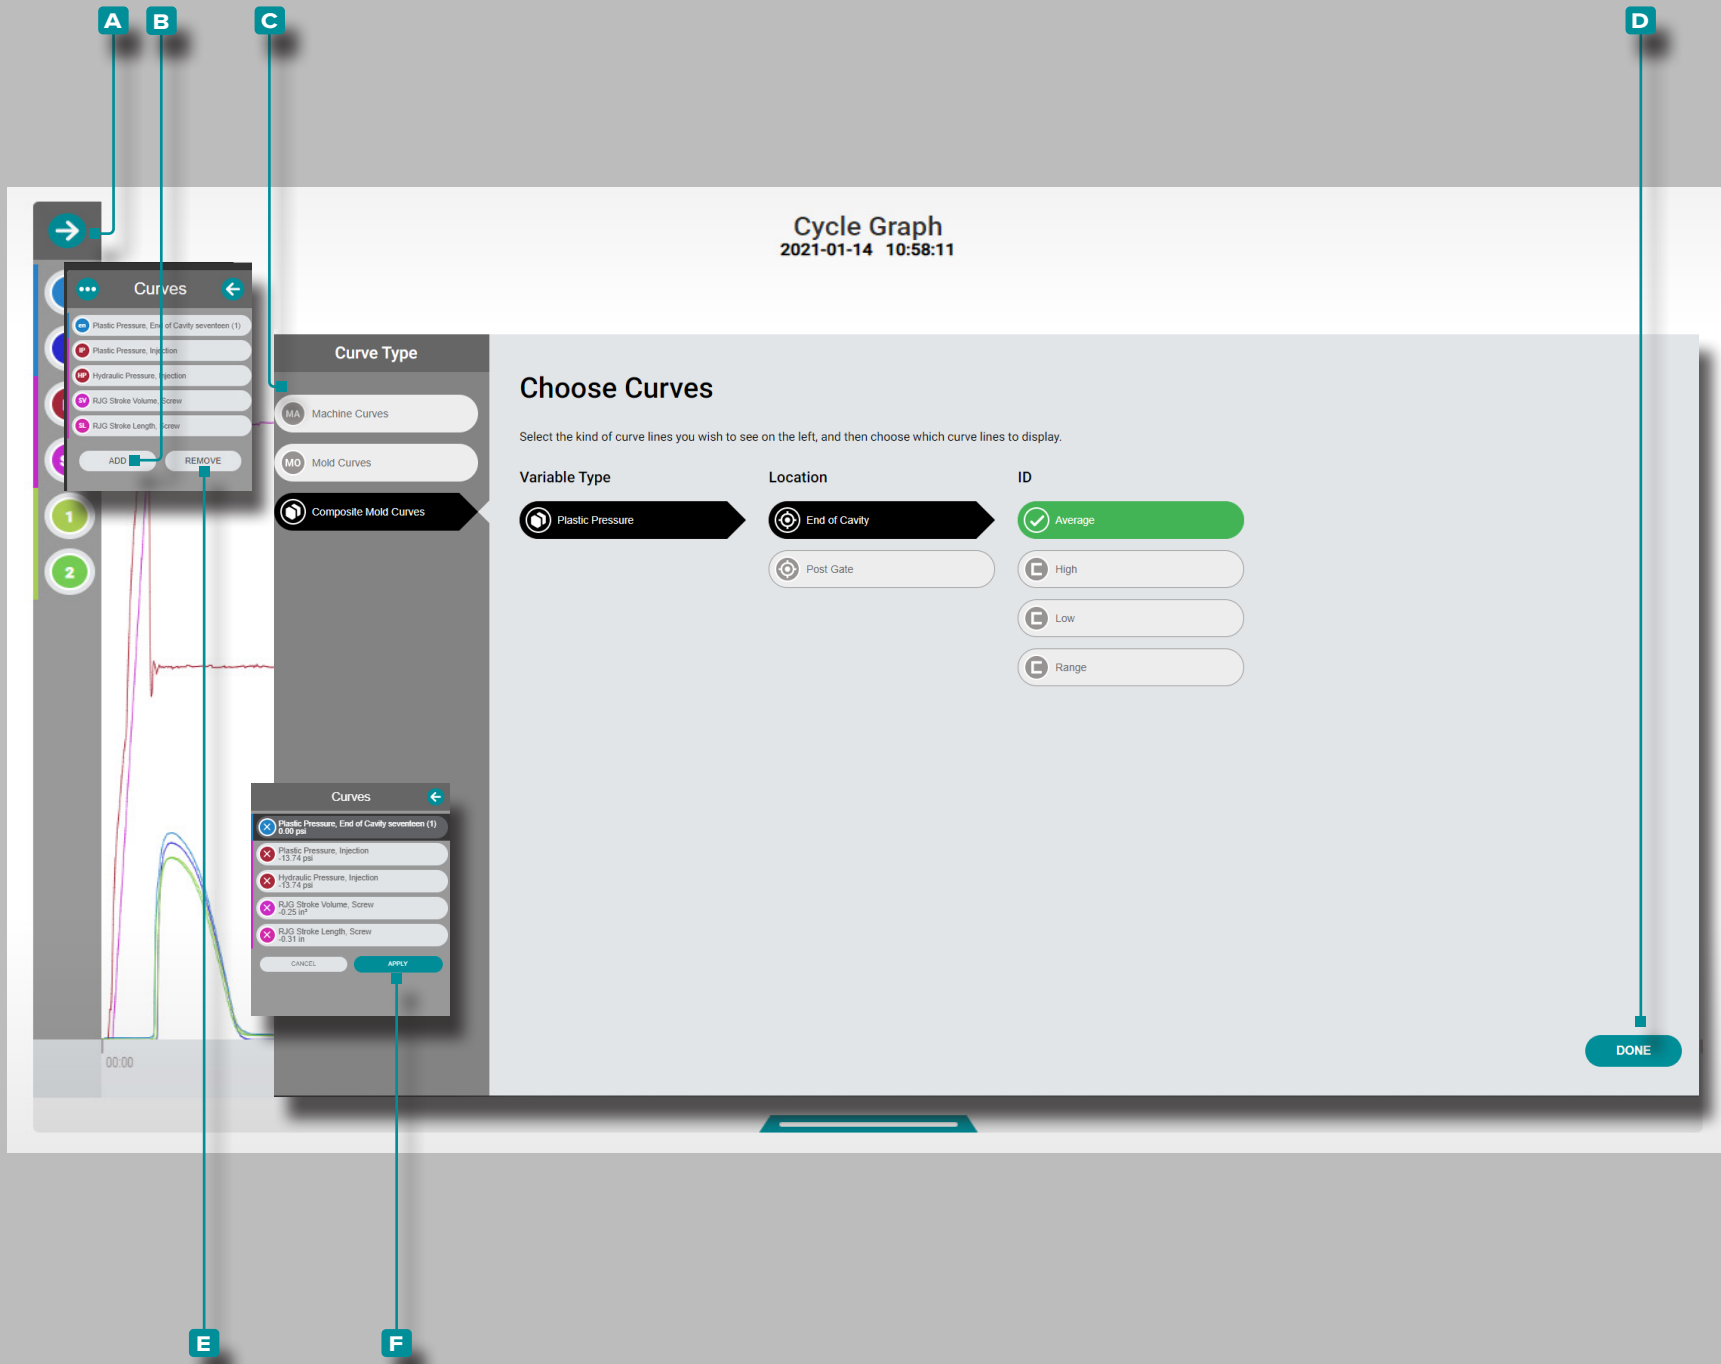 A
B
C
D
Cycle Graph
2021-01-14 10:58:11
Curves
Plastic Pressure, End of Cavity seventeen (1)
IP Plastic Pressure, Injection
HP Hydraulic Pressure, Injection
SV RJG Stroke Volume, Screw
SL RJG Stroke Length, Screw
ADD
REMOVE
1
2
00:00
Curve Type
MA Machine Curves
MO Mold Curves
Composite Mold Curves
Choose Curves
Select the kind of curve lines you wish to see on the left, and then choose which curve lines to display.
Variable Type
Location
ID
Plastic Pressure
End of Cavity
Average
Post Gate
High
Low
Range
Curves
Plastic Pressure, End of Cavity seventeen (1)
0.00 psi
Plastic Pressure, Injection
-13.74 psi
Hydraulic Pressure, Injection
-13.74 psi
RJG Stroke Volume, Screw
-0.25 in³
RJG Stroke Length, Screw
-0.31 in
CANCEL
APPLY
DONE
E
F